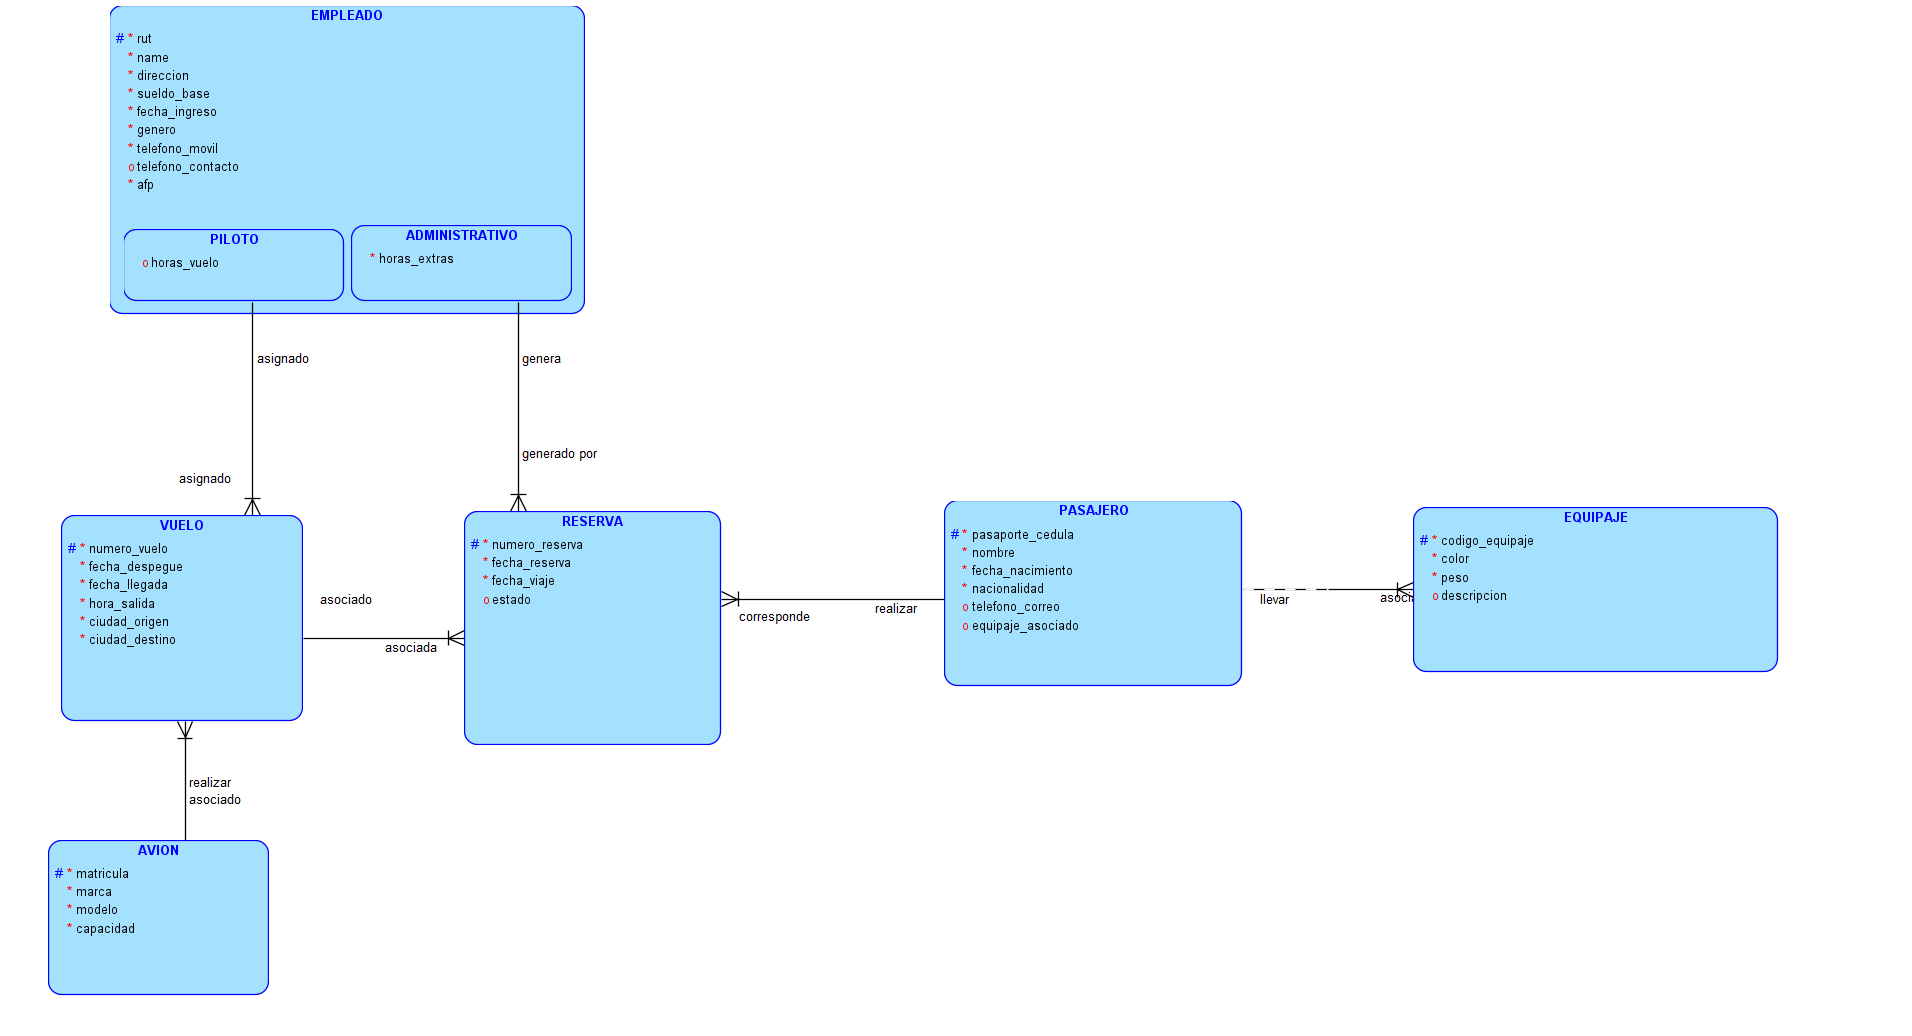 EMPLEADO
# * rut
* name
* direccion
* sueldo_base
* fecha_ingreso
* genero
* telefono_movil
o telefono_contacto
* afp
PILOTO
o horas_vuelo
ADMINISTRATIVO
* horas_extras
asignado
genera
asignado
generado por
VUELO
# * numero_vuelo
* fecha_despegue
* fecha_llegada
* hora_salida
* ciudad_origen
* ciudad_destino
asociado
asociada
RESERVA
# * numero_reserva
* fecha_reserva
* fecha_viaje
o estado
corresponde
realizar
PASAJERO
# * pasaporte_cedula
* nombre
* fecha_nacimiento
* nacionalidad
o telefono_correo
o equipaje_asociado
llevar
asocia
EQUIPAJE
# * codigo_equipaje
* color
* peso
o descripcion
realizar
asociado
AVION
# * matricula
* marca
* modelo
* capacidad